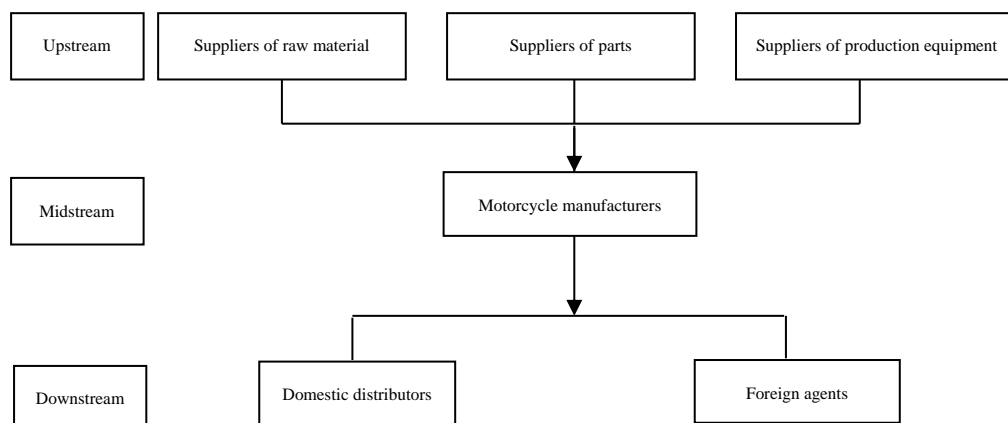 Upstream
Suppliers of raw material
Suppliers of parts
Suppliers of production equipment
Midstream
Motorcycle manufacturers
Downstream
Domestic distributors
Foreign agents